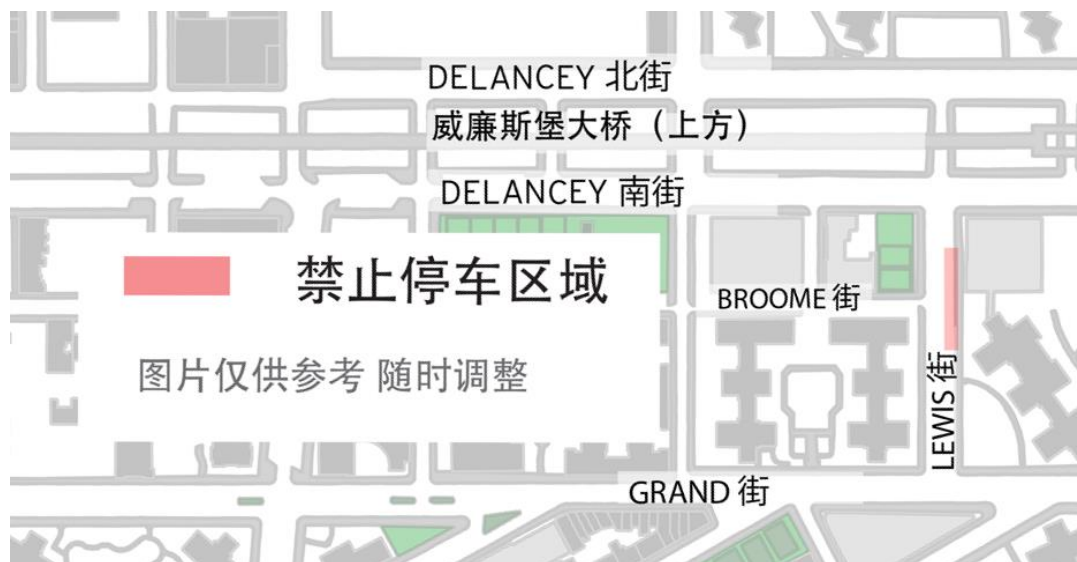 DELANCEY 北街
威廉斯堡大桥（上方）
DELANCEY 南街
禁止停车区域
BROOME 街
图片仅供参考 随时调整
LEWIS 街
GRAND 街